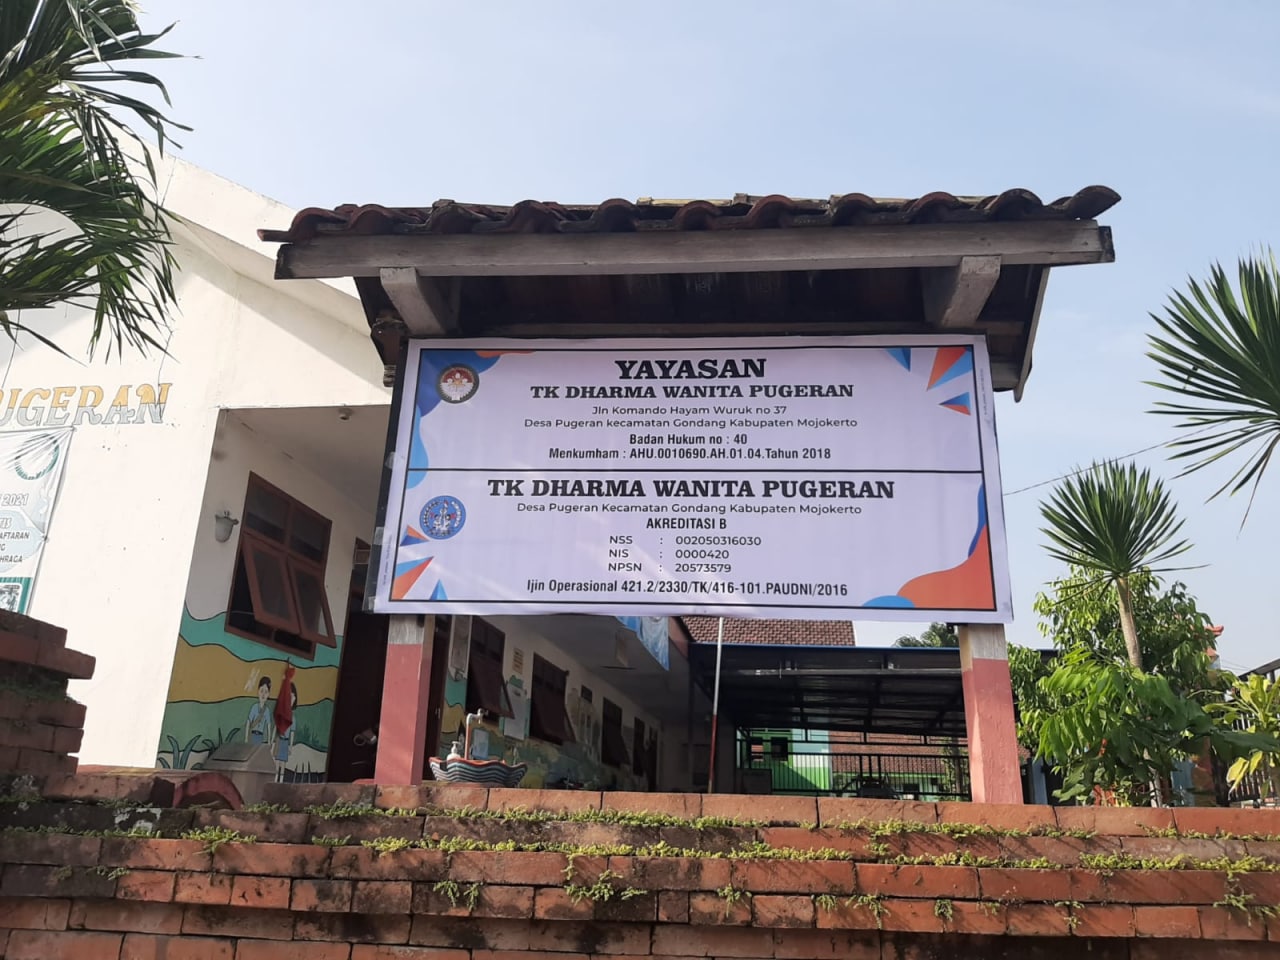 YAYASAN
TK DHARMA WANITA PUGERAN
Jln Komando Hayam Wuruk no 37
Desa Pugeran kecamatan Gondang Kabupaten Mojokerto
Badan Hukum no : 40
Menkumham : AHU.0010690.AH.01.04.Tahun 2018
TK DHARMA WANITA PUGERAN
Desa Pugeran Kecamatan Gondang Kabupaten Mojokerto
AKREDITASI B
NSS : 002050316030
NIS : 0000420
NPSN : 20573579
Ijin Operasional 421.2/2330/TK/416-101.PAUDNI/2016
UGERAN
2021